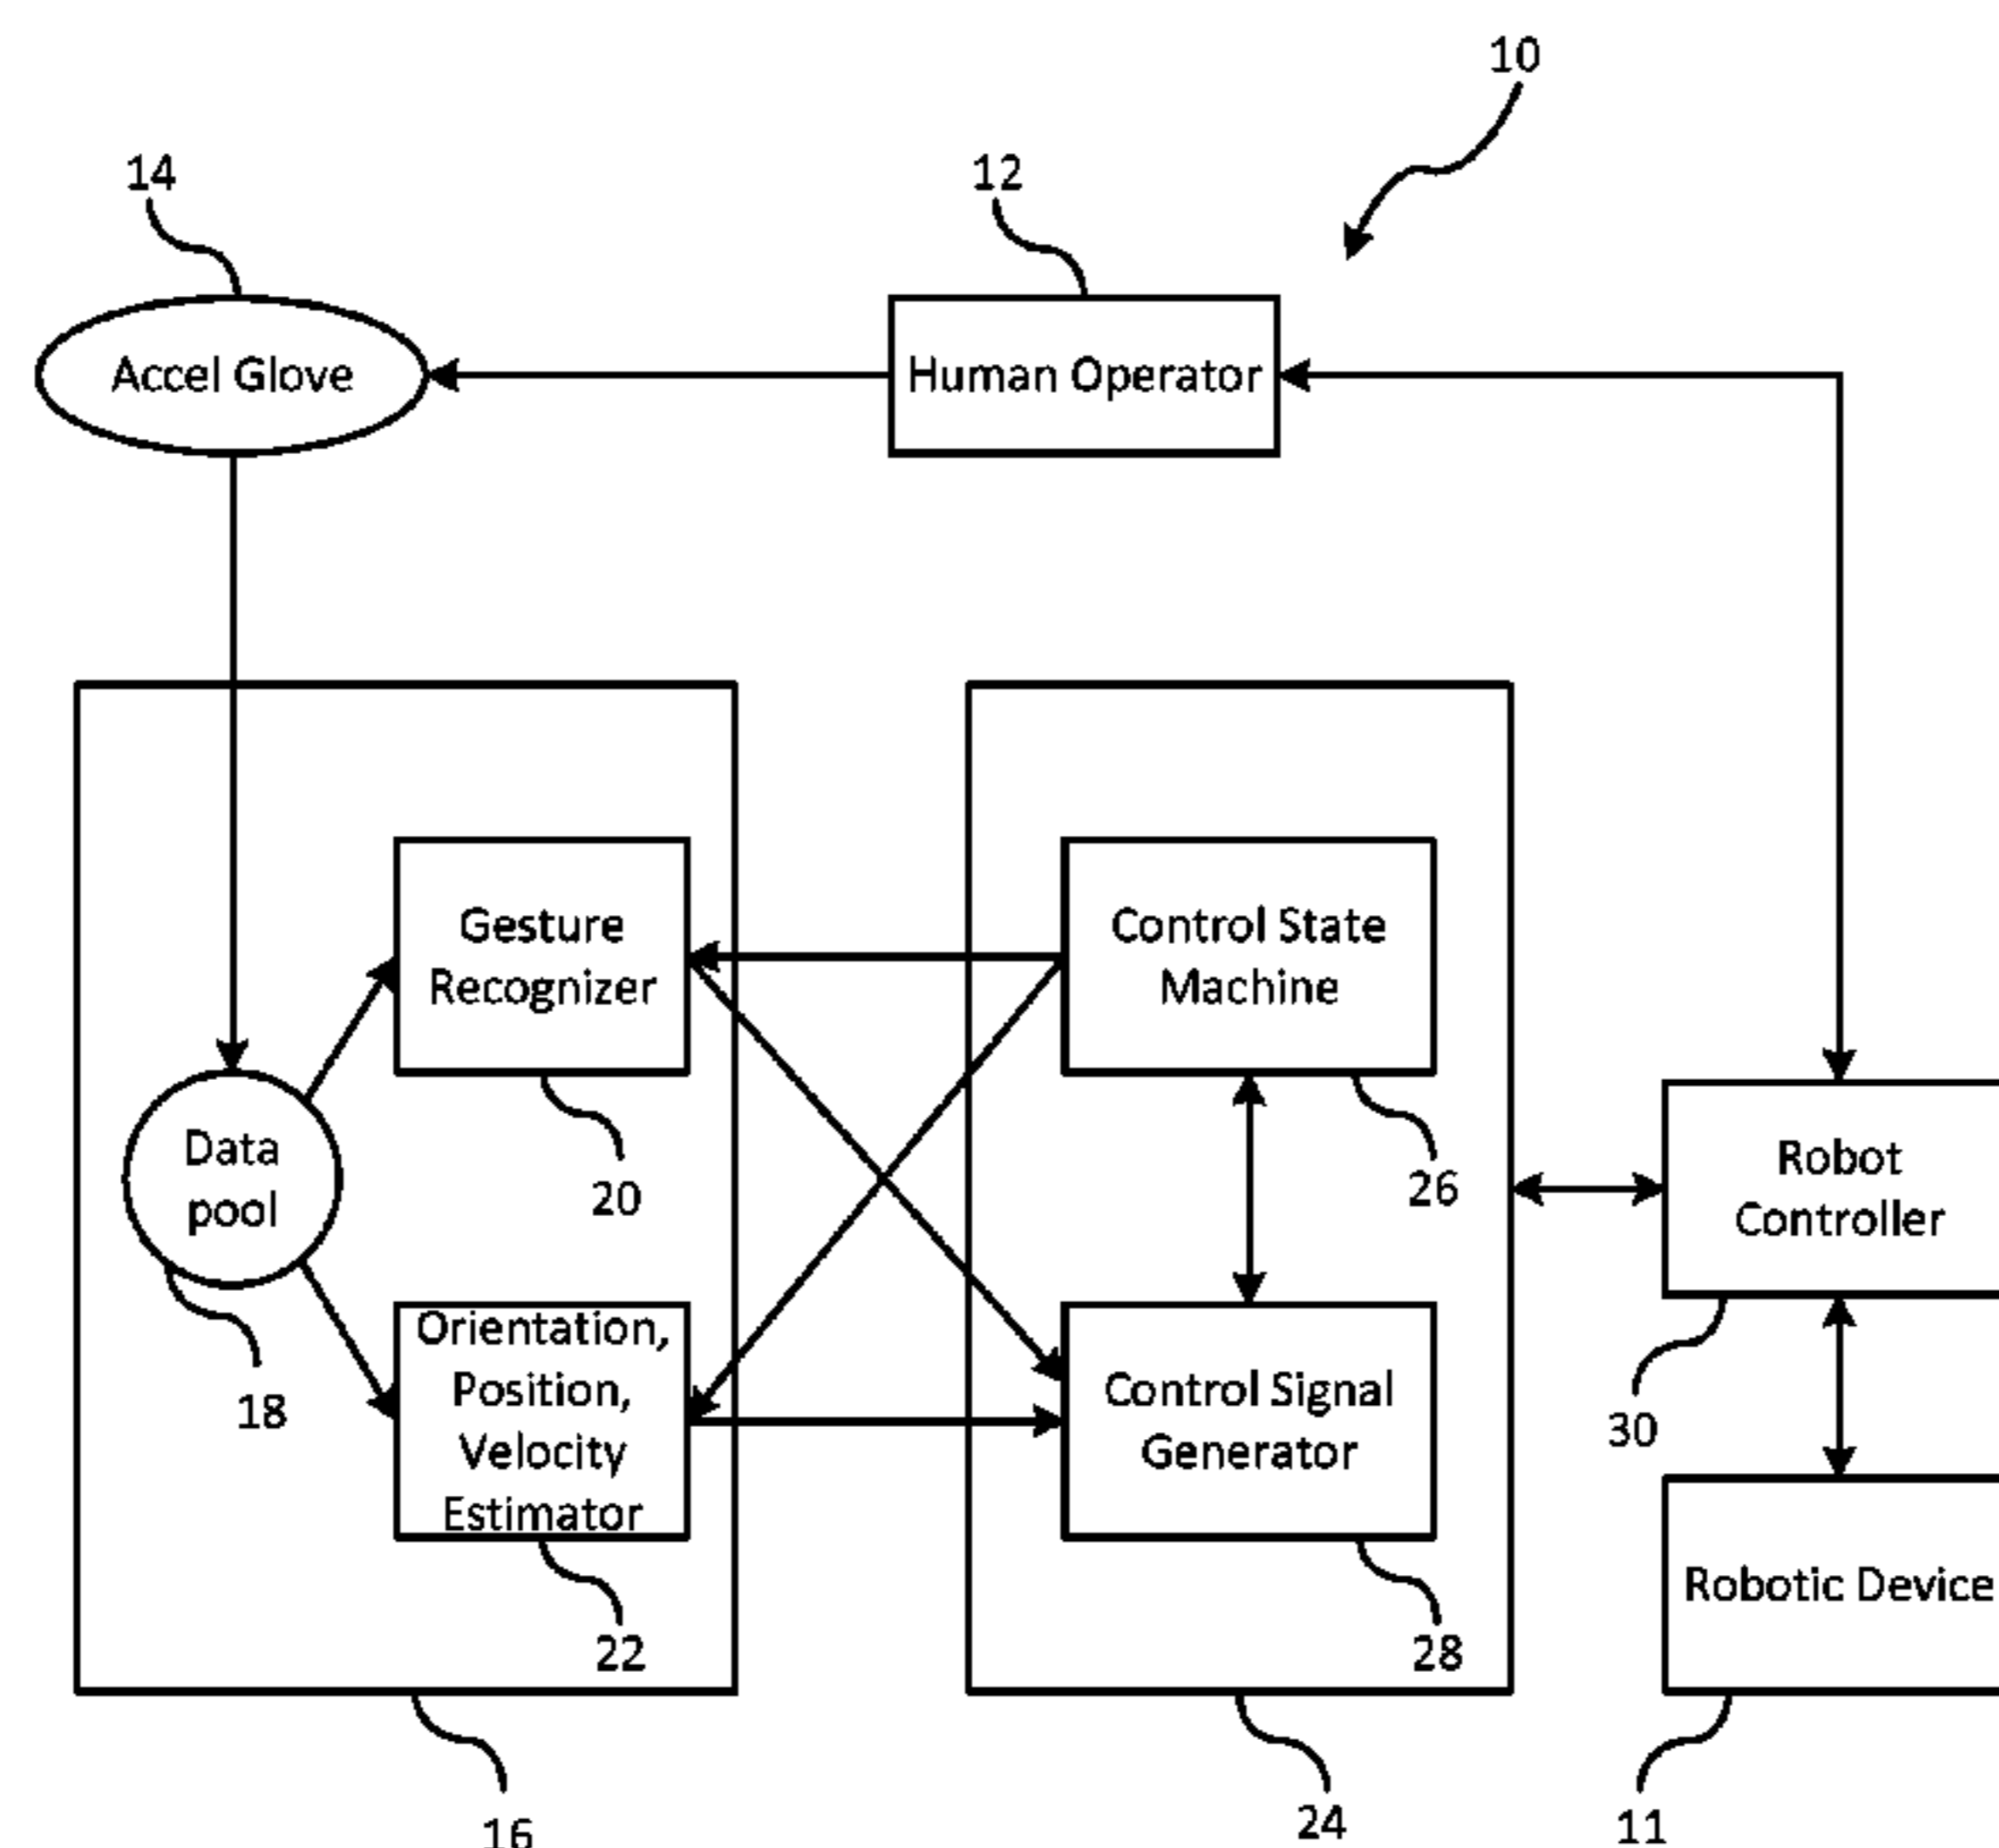 10
14
12
Accel Glove
Human Operator
Gesture
Recognizer
Control State
Machine
Data
pool
20
26
Robot
Controller
Orientation,
Position,
Velocity
Estimator
Control Signal
Generator
18
30
22
28
Robotic Device
16
24
11